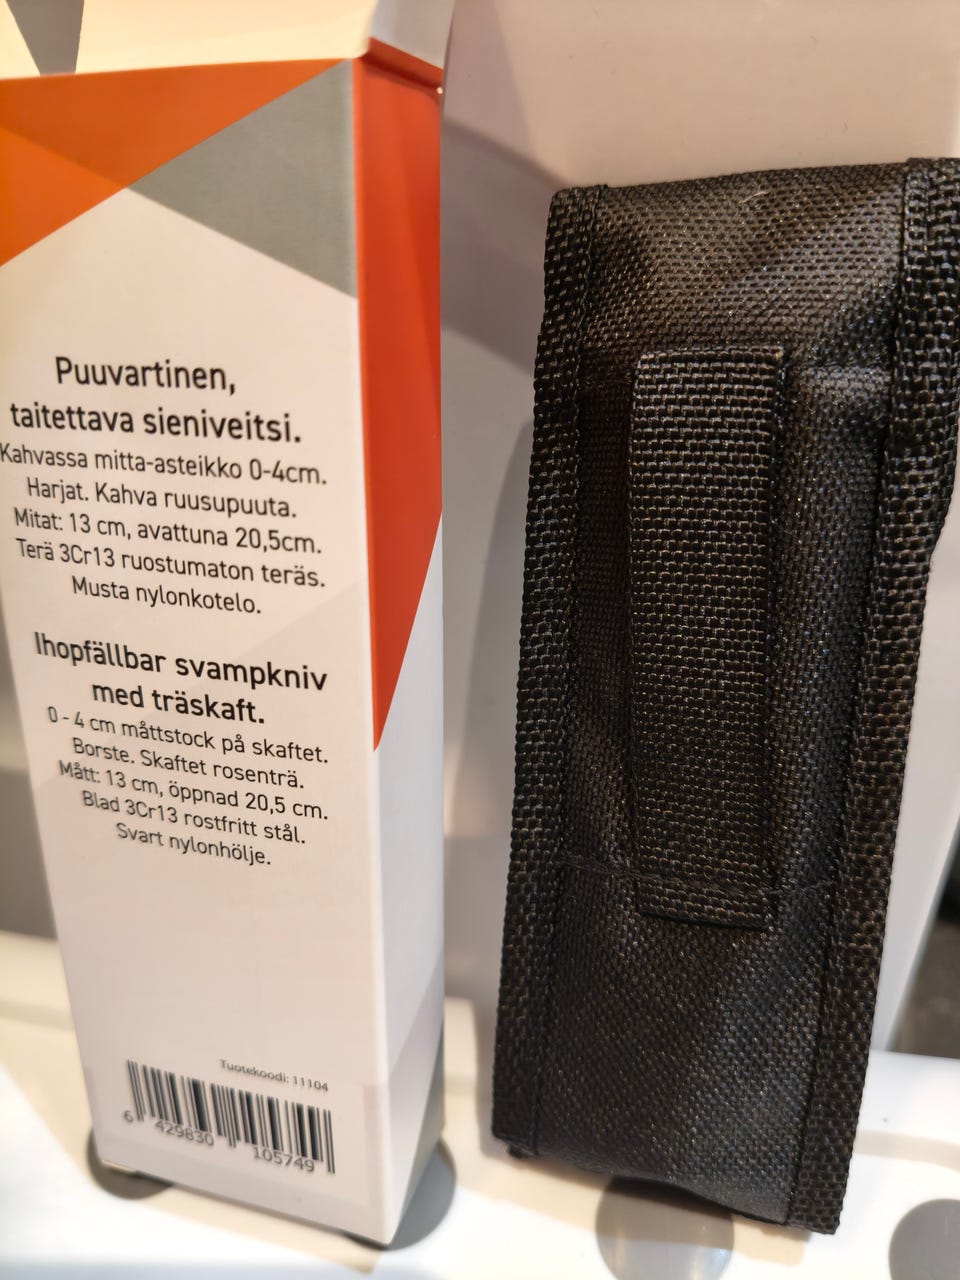 Puuvartinen,
taitettava sieniveitsi.
Kahvassa mitta-asteikko 0-4cm.
Harjat. Kahva ruusupuuta.
Mitat: 13 cm, avattuna 20,5cm.
Terä 3Cr13 ruostumaton teräs.
Musta nylonkotelo.
Ihopfällbar svampkniv
med träskaft.
0 - 4 cm måttstock på skaftet.
Borste. Skaftet rosenträ.
Mått: 13 cm, öppnad 20,5 cm.
Blad 3Cr13 rostfritt stål.
Svart nylonhölje.
Tuotekoodi: 11104
6 429830 105749